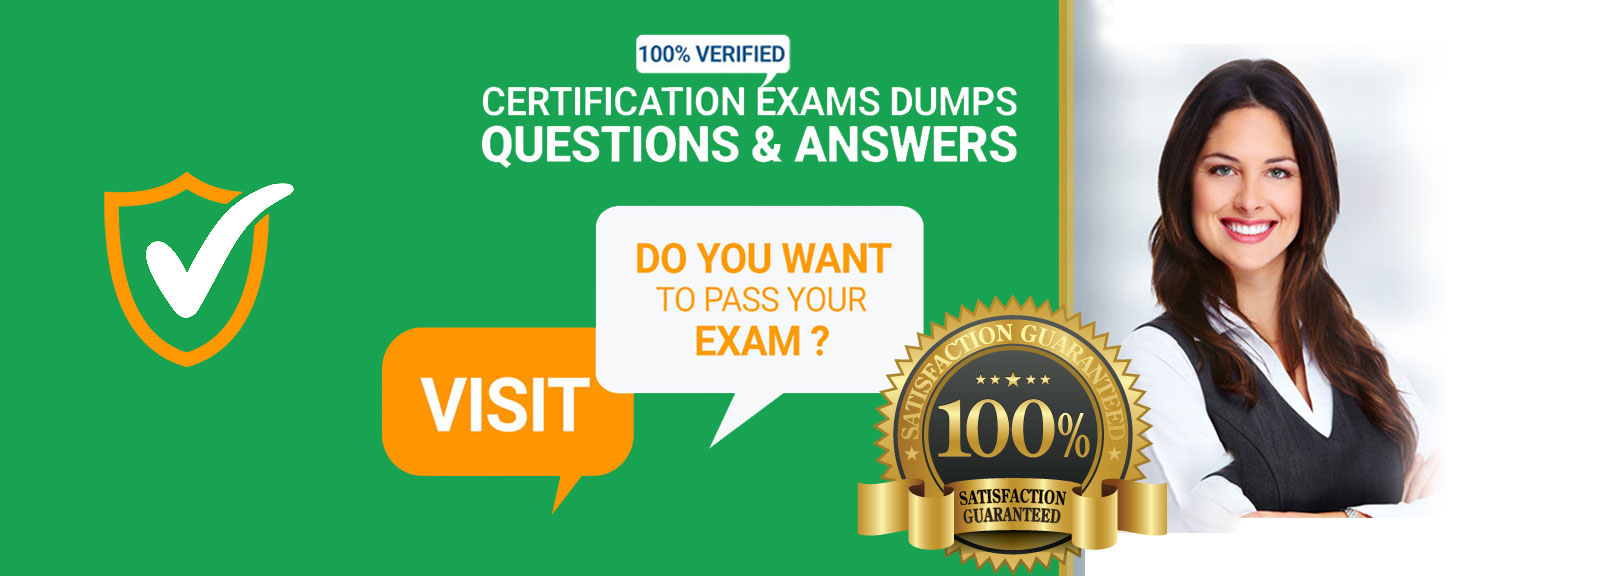 100% VERIFIED
CERTIFICATION EXAMS DUMPS
QUESTIONS & ANSWERS
DO YOU WANT
TO PASS YOUR
EXAM ?
VISIT
SATISFACTION GUARANTEED
100%
SATISFACTION
GUARANTEED